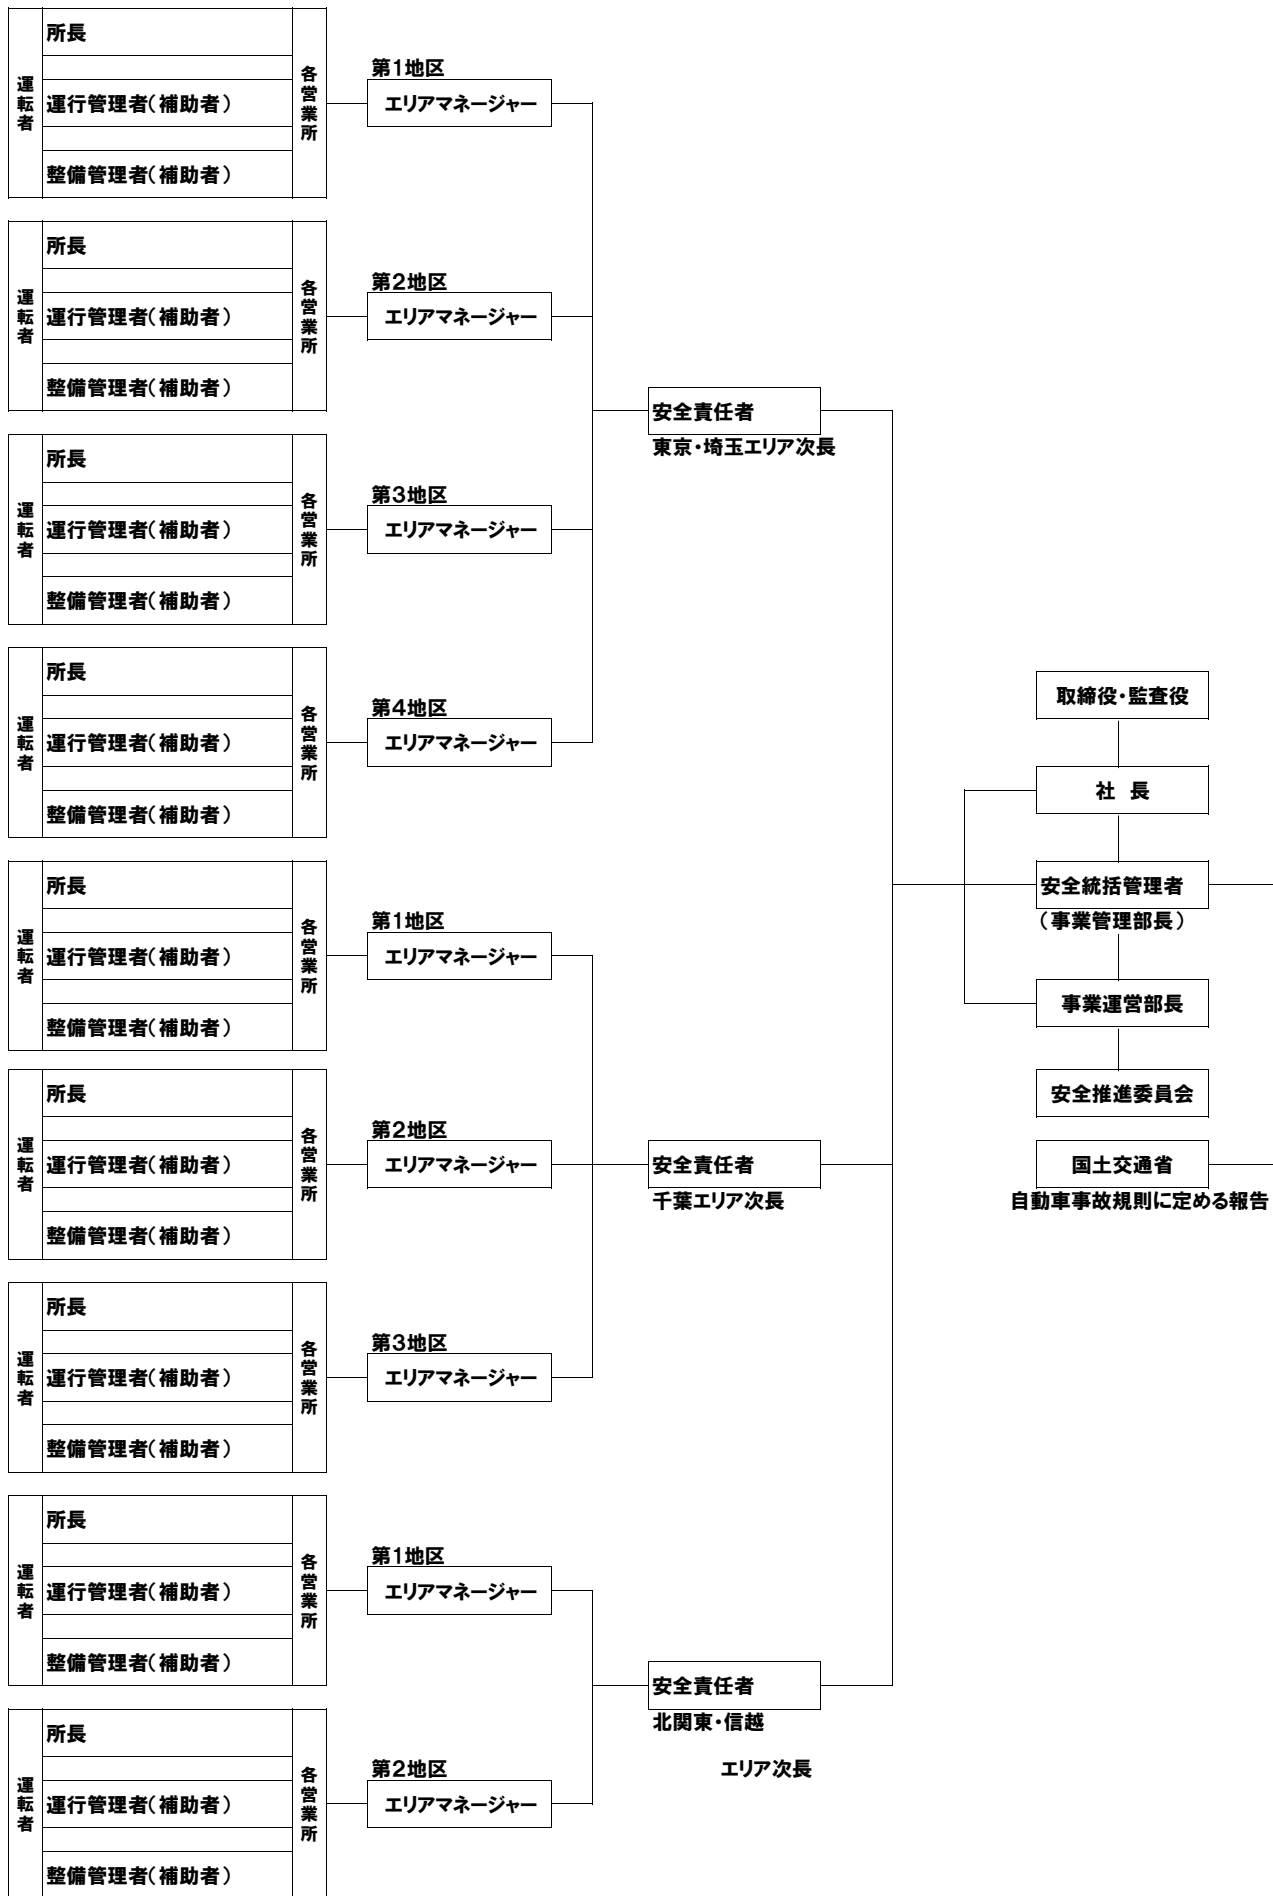 運転者
所長
運行管理者(補助者)
整備管理者(補助者)
各営業所
第1地区
エリアマネージャー
運転者
所長
運行管理者(補助者)
整備管理者(補助者)
各営業所
第2地区
エリアマネージャー
運転者
所長
運行管理者(補助者)
整備管理者(補助者)
各営業所
第3地区
エリアマネージャー
運転者
所長
運行管理者(補助者)
整備管理者(補助者)
各営業所
第4地区
エリアマネージャー
安全責任者
東京・埼玉エリア次長
運転者
所長
運行管理者(補助者)
整備管理者(補助者)
各営業所
第1地区
エリアマネージャー
運転者
所長
運行管理者(補助者)
整備管理者(補助者)
各営業所
第2地区
エリアマネージャー
運転者
所長
運行管理者(補助者)
整備管理者(補助者)
各営業所
第3地区
エリアマネージャー
安全責任者
千葉エリア次長
運転者
所長
運行管理者(補助者)
整備管理者(補助者)
各営業所
第1地区
エリアマネージャー
運転者
所長
運行管理者(補助者)
整備管理者(補助者)
各営業所
第2地区
エリアマネージャー
安全責任者
北関東・信越
エリア次長
取締役・監査役
社 長
安全統括管理者
(事業管理部長)
事業運営部長
安全推進委員会
国土交通省
自動車事故規則に定める報告